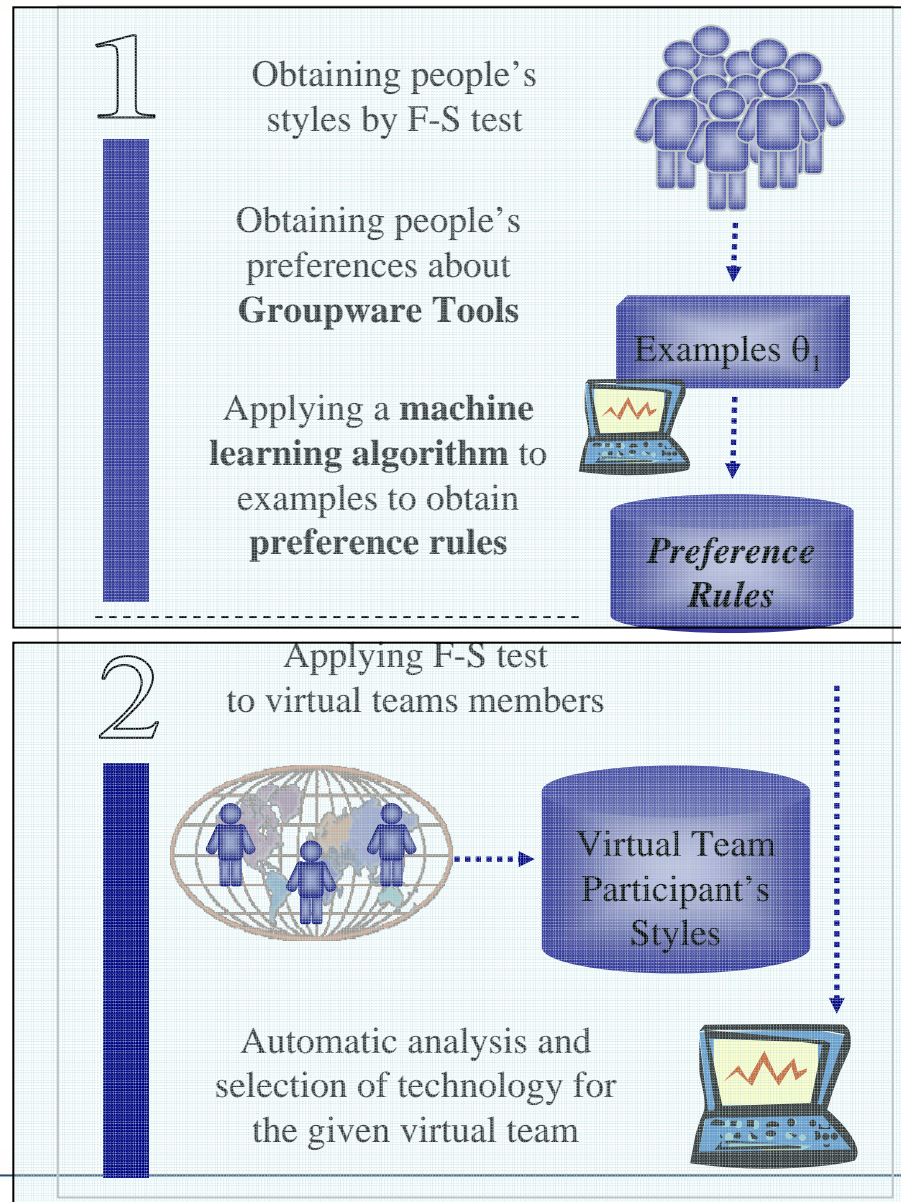 1
Obtaining people's
styles by F-S test
Obtaining people's
preferences about
Groupware Tools
Examples θ₁
Applying a machine
learning algorithm to
examples to obtain
preference rules
Preference
Rules
2
Applying F-S test
to virtual teams members
Virtual Team
Participant's
Styles
Automatic analysis and
selection of technology for
the given virtual team